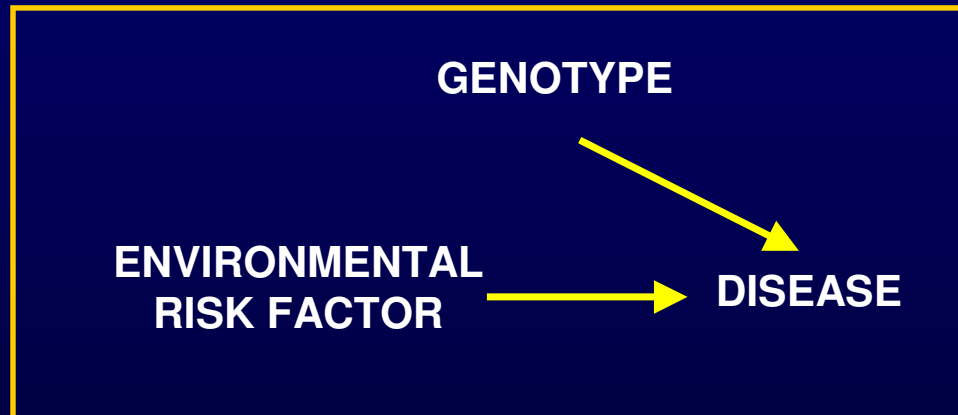 GENOTYPE
ENVIRONMENTAL
RISK FACTOR
DISEASE